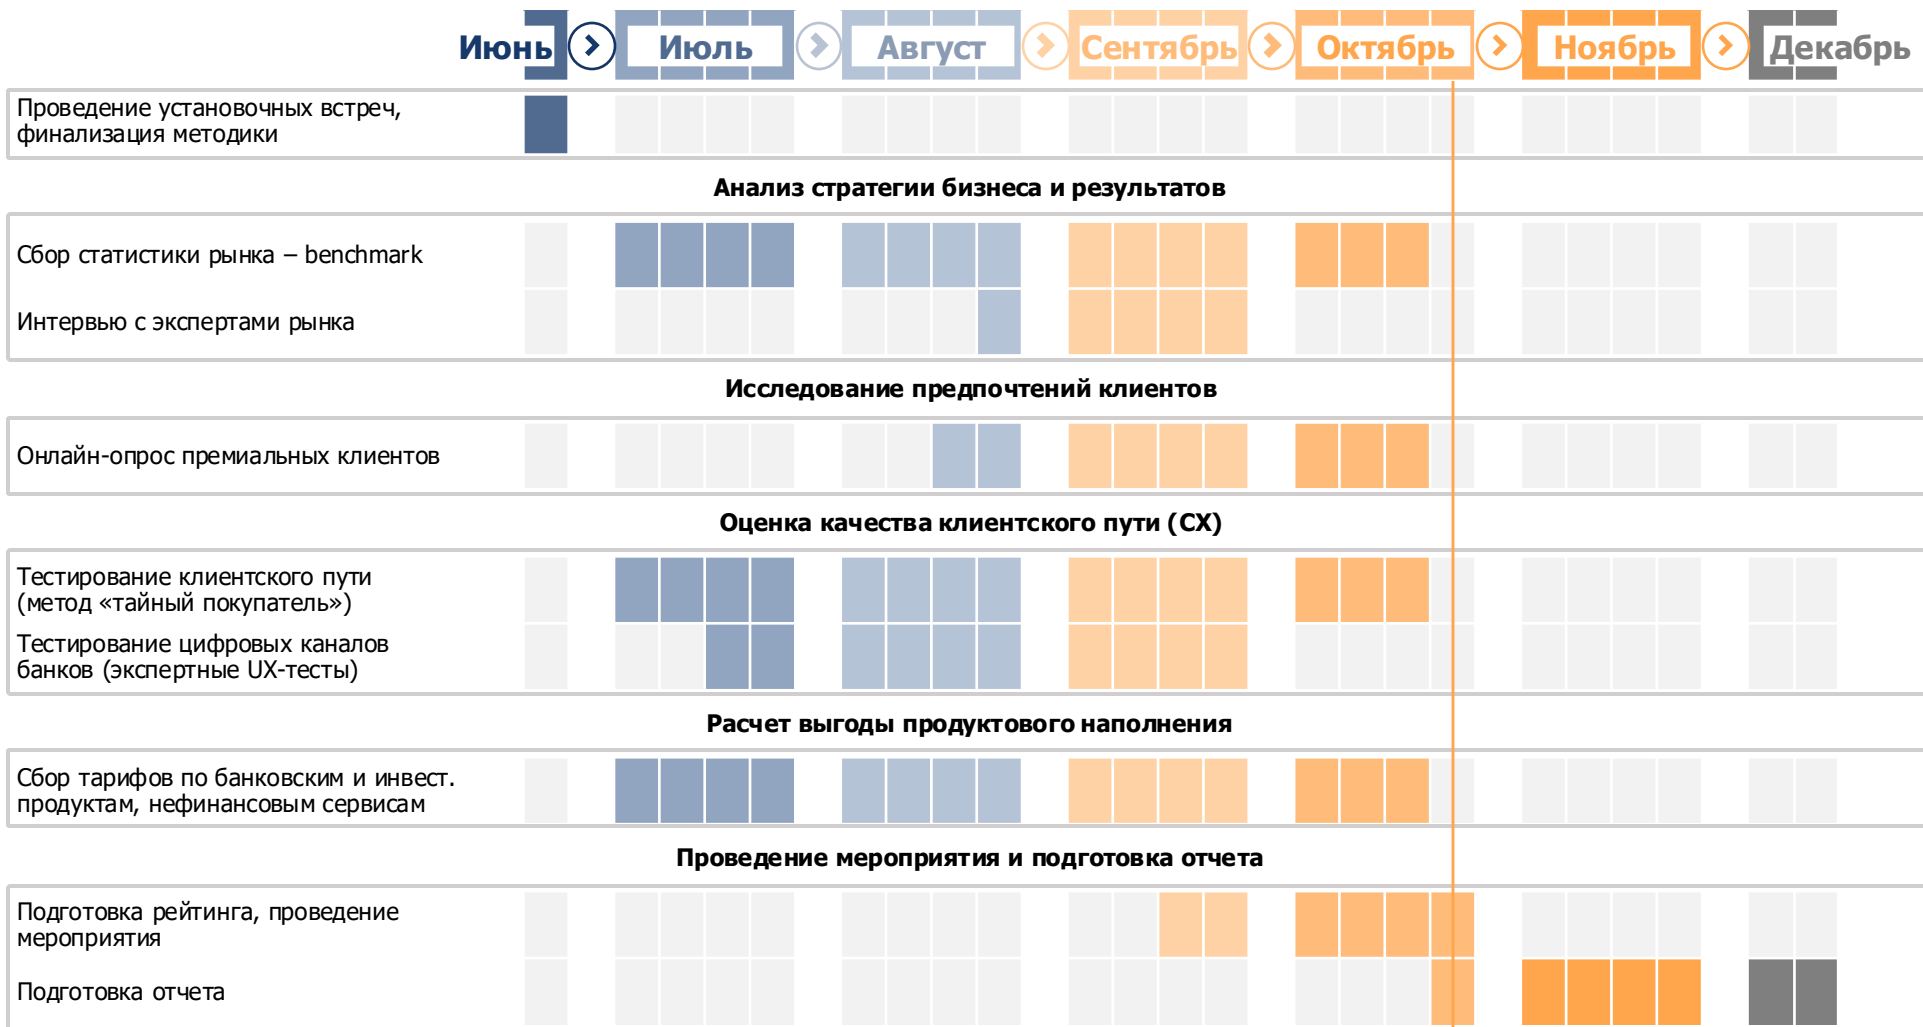 Июнь Июль Август Сентябрь Октябрь Ноябрь Декабрь
Проведение установочных встреч,
финализация методики
Анализ стратегии бизнеса и результатов
Сбор статистики рынка – benchmark
Интервью с экспертами рынка
Исследование предпочтений клиентов
Онлайн-опрос премиальных клиентов
Оценка качества клиентского пути (CX)
Тестирование клиентского пути
(метод «тайный покупатель»)
Тестирование цифровых каналов
банков (экспертные UX-тесты)
Расчет выгоды продуктового наполнения
Сбор тарифов по банковским и инвест.
продуктам, нефинансовым сервисам
Проведение мероприятия и подготовка отчета
Подготовка рейтинга, проведение
мероприятия
Подготовка отчета